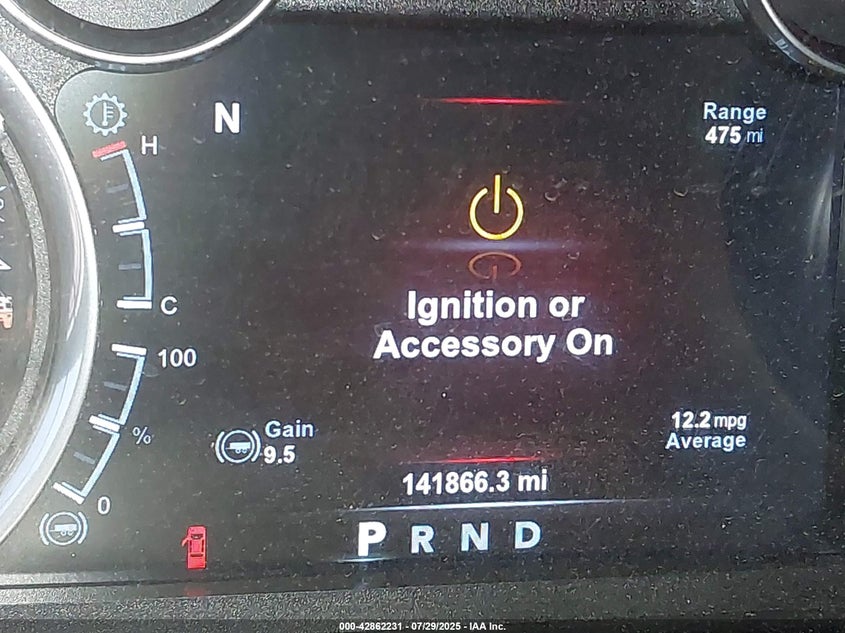 N
H
Range
475 mi
Ignition or
Accessory On
C
100
%
Gain
9.5
12.2 mpg
Average
0
141866.3 mi
P R N D
000-42862231 - 07/29/2025 - IAA Inc.